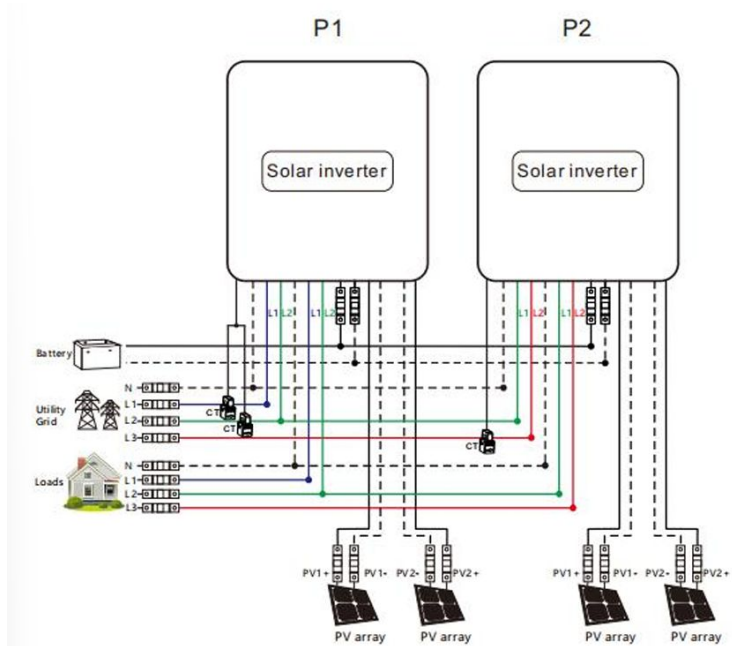 P1 P2
Solar inverter Solar inverter
L1 L2 L1 L2 L1 L2 L1 L2
Battery
N
Utility Grid
L1
CT
L2
CT
L3
CT
N
Loads
L1
L2
L3
PV1+ PV1- PV2- PV2+ PV1+ PV1- PV2- PV2+
PV array PV array PV array PV array